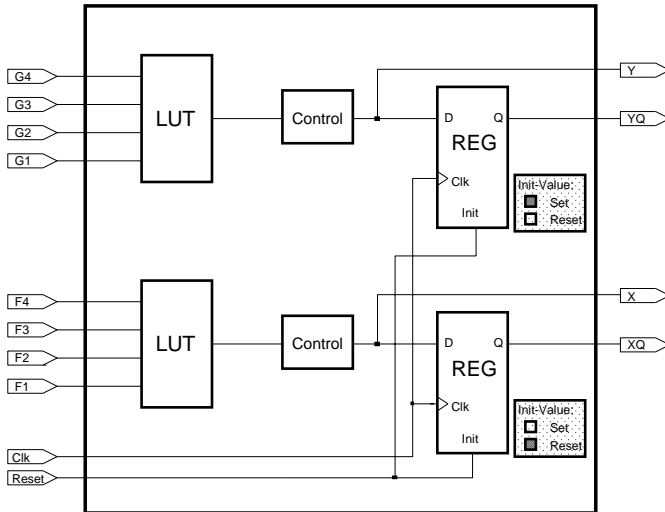 G4
G3
G2
G1
LUT
Control
D
Q
REG
Clk
Init
Init-Value:
Set
Reset
Y
YQ
F4
F3
F2
F1
LUT
Control
D
Q
REG
Clk
Init
Init-Value:
Set
Reset
X
XQ
Clk
Reset